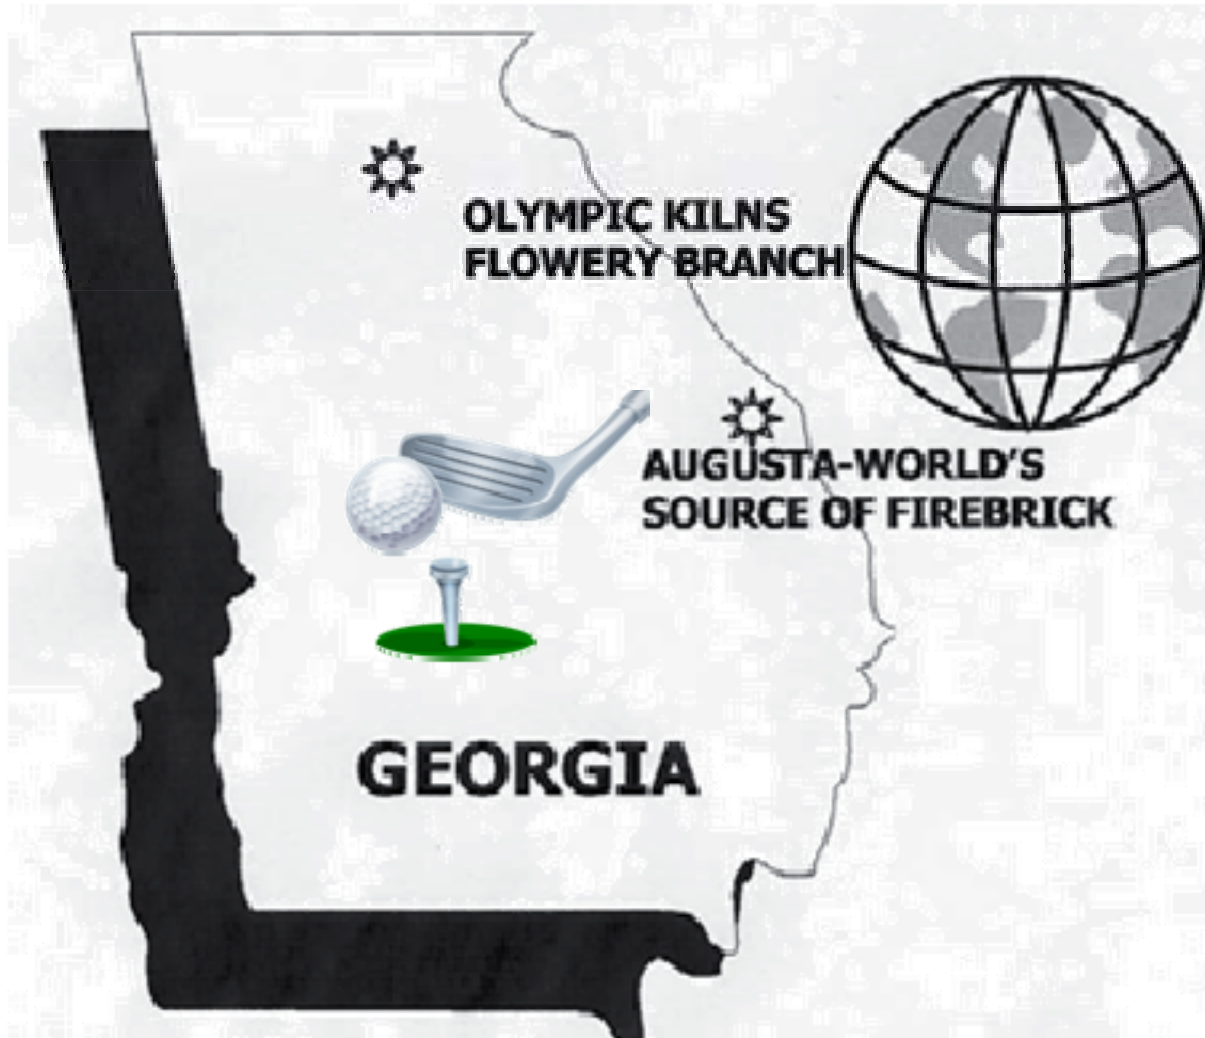 OLYMPIC KILNS
FLOWERY BRANCH
AUGUSTA-WORLD'S
SOURCE OF FIREBRICK
GEORGIA